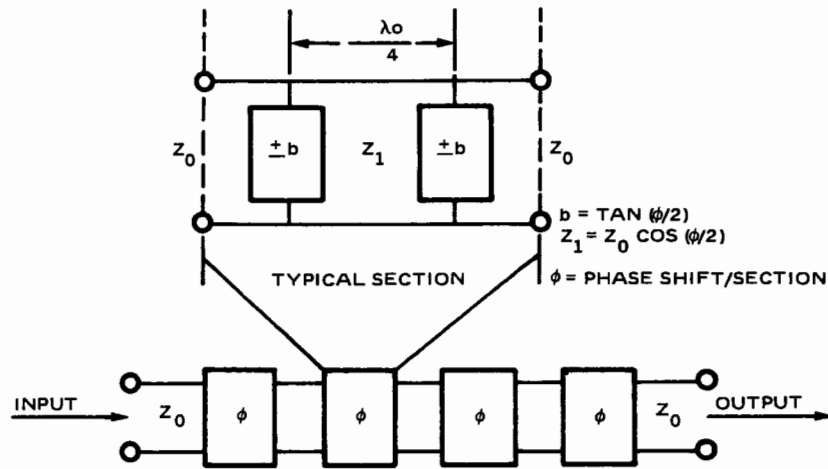 λo
4
Z0 ± b Z1 ± b Z0
b = TAN (ϕ/2)
Z1 = Z0 COS (ϕ/2)
TYPICAL SECTION ϕ = PHASE SHIFT/SECTION
INPUT Z0 ϕ ϕ ϕ ϕ Z0 OUTPUT